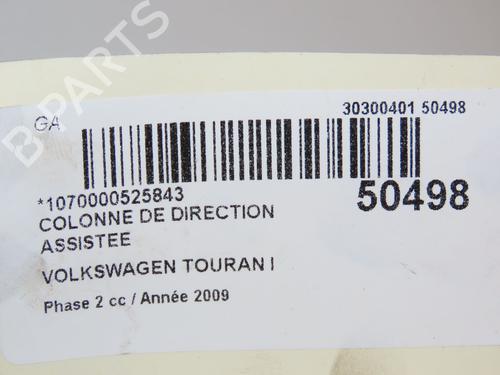 B-PARTS
GA
30300401 50498
*1070000525843
50498
COLONNE DE DIRECTION
ASSISTEE
VOLKSWAGEN TOURAN I
Phase 2 cc / Année 2009